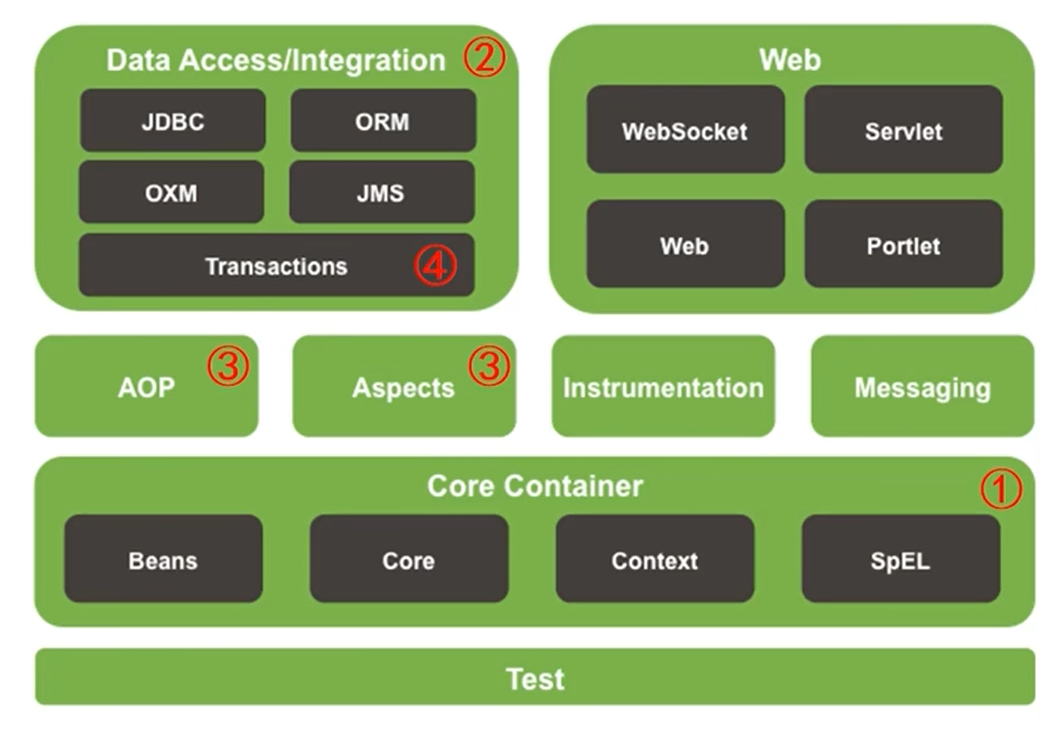 Data Access/Integration ②
JDBC
ORM
OXM
JMS
Transactions ④
Web
WebSocket
Servlet
Web
Portlet
AOP ③
Aspects ③
Instrumentation
Messaging
Core Container ①
Beans
Core
Context
SpEL
Test